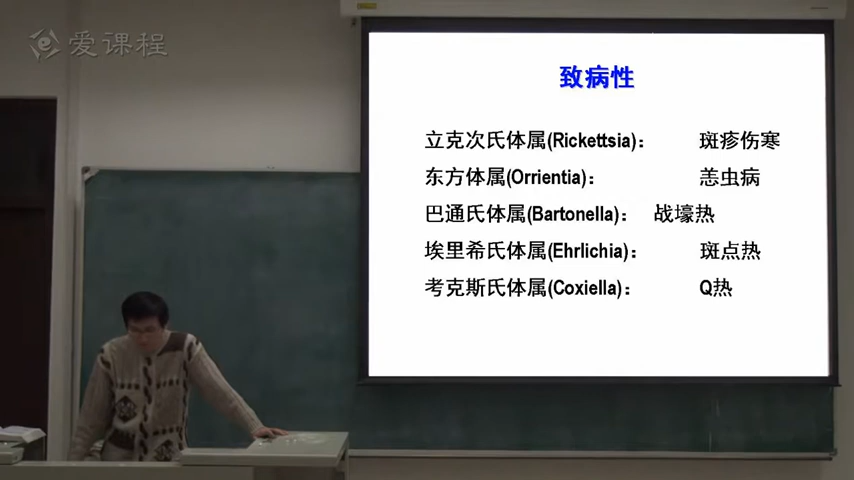 爱课程
致病性
立克次氏体属(Rickettsia)： 斑疹伤寒
东方体属(Orrientia)： 恙虫病
巴通氏体属(Bartonella)： 战壕热
埃里希氏体属(Ehrlichia)： 斑点热
考克斯氏体属(Coxiella)： Q热